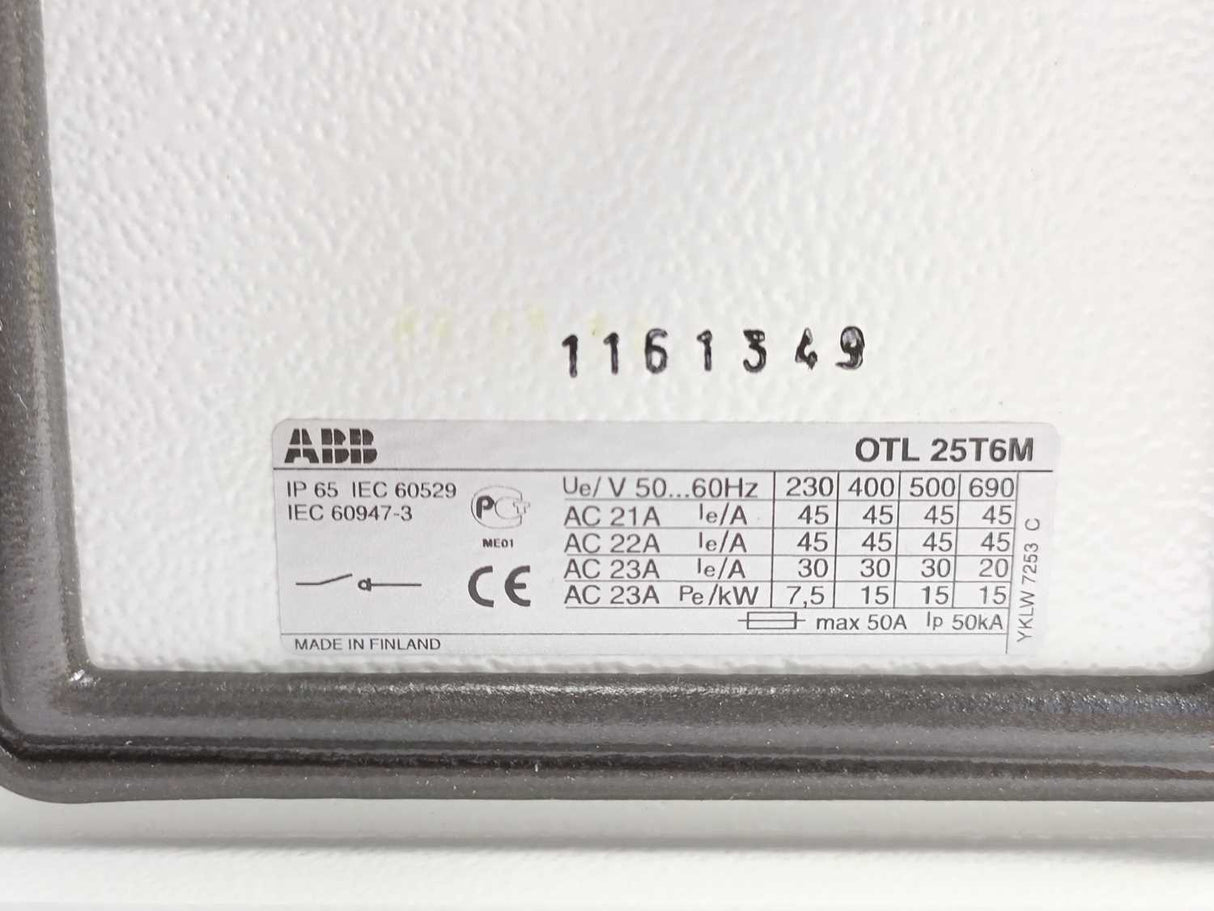 1161349
ABB OTL 25T6M
IP 65 IEC 60529
IEC 60947-3
ME01
CE
Ue/ V 50...60Hz 230 400 500 690
AC 21A Ie/A 45 45 45 45
AC 22A Ie/A 45 45 45 45
AC 23A Ie/A 30 30 30 20
AC 23A Pe/kW 7,5 15 15 15
max 50A Ip 50kA
YKLW 7253 C
MADE IN FINLAND